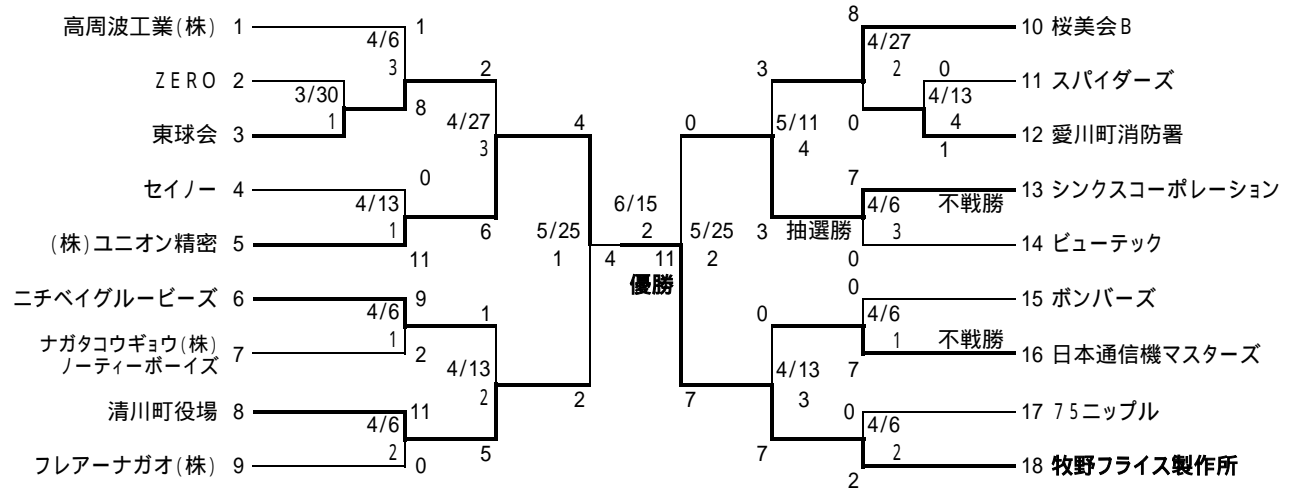 高周波工業(株) 1
ZERO 2
東球会 3
セイノー 4
(株)ユニオン精密 5
ニチベイグルービーズ 6
ナガタコウギョウ(株)
ノーティーボーイズ 7
清川町役場 8
フレアーナガオ(株) 9
4/6
3
1
3/30
1
8
2
4/27
3
0
4/13
1
11
6
4
9
4/6
1
2
1
4/13
2
11
4/6
2
0
5
2
5/25
1
6/15
2
4 11
優勝
5/25
2
0
7
3
5/11
4
3 抽選勝
8
4/27
2
0
0
4/13
4
1
7
不戦勝
4/6
3
0
0
4/13
3
7
0
4/6
1 不戦勝
7
0
4/6
2
2
10 桜美会B
11 スパイダーズ
12 愛川町消防署
13 シンクスコーポレーション
14 ビューテック
15 ボンバーズ
16 日本通信機マスターズ
17 75ニップル
18 牧野フライス製作所